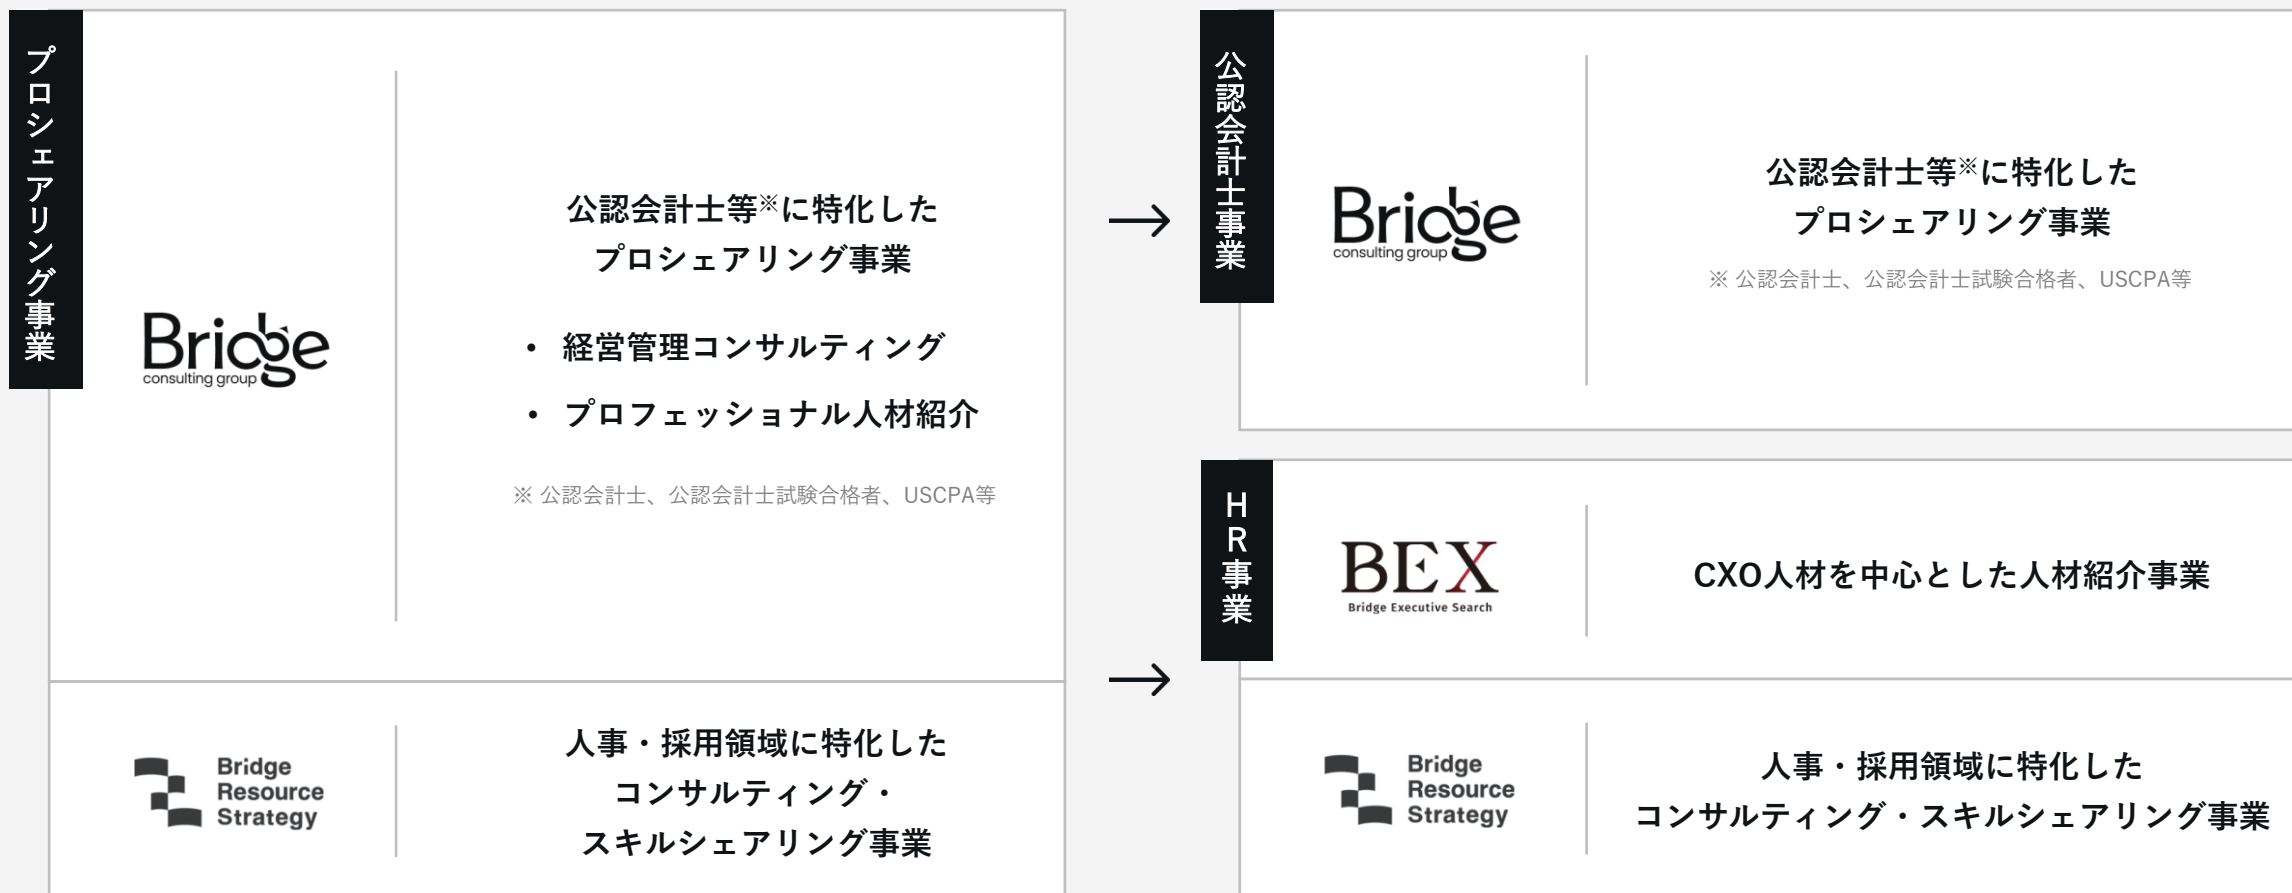 プロシェアリング事業
Bridge
consulting group
公認会計士等※に特化した
プロシェアリング事業
• 経営管理コンサルティング
• プロフェッショナル人材紹介
※ 公認会計士、公認会計士試験合格者、USCPA等
Bridge
Resource
Strategy
人事・採用領域に特化した
コンサルティング・
スキルシェアリング事業
→
→
公認会計士事業
Bridge
consulting group
公認会計士等※に特化した
プロシェアリング事業
※ 公認会計士、公認会計士試験合格者、USCPA等
HR事業
BEX
Bridge Executive Search
CXO人材を中心とした人材紹介事業
Bridge
Resource
Strategy
人事・採用領域に特化した
コンサルティング・スキルシェアリング事業